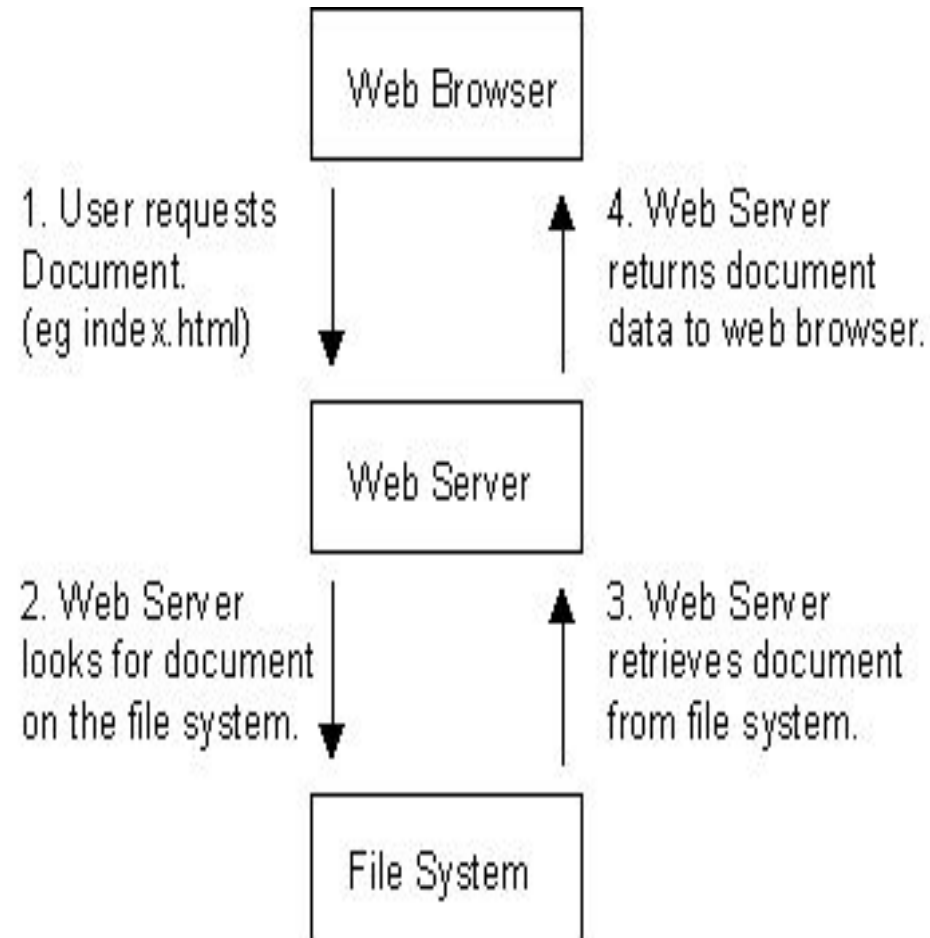 Web Browser
1. User requests
Document.
(eg index.html)
4. Web Server
returns document
data to web browser.
Web Server
2. Web Server
looks for document
on the file system.
3. Web Server
retrieves document
from file system.
File System